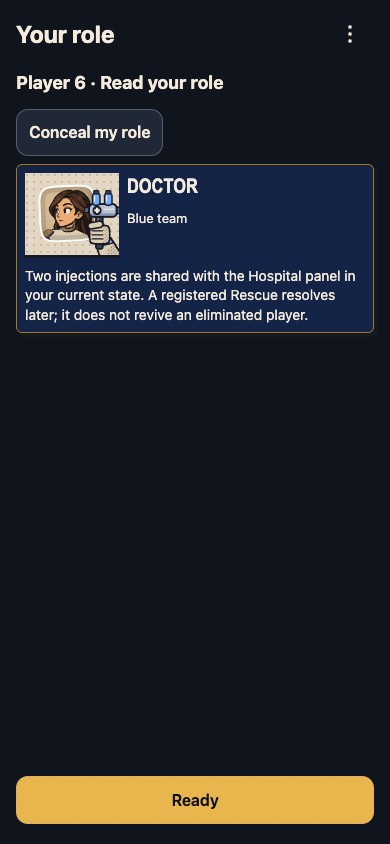 Your role
Player 6 · Read your role
Conceal my role
DOCTOR
Blue team
Two injections are shared with the Hospital panel in
your current state. A registered Rescue resolves
later; it does not revive an eliminated player.
Ready